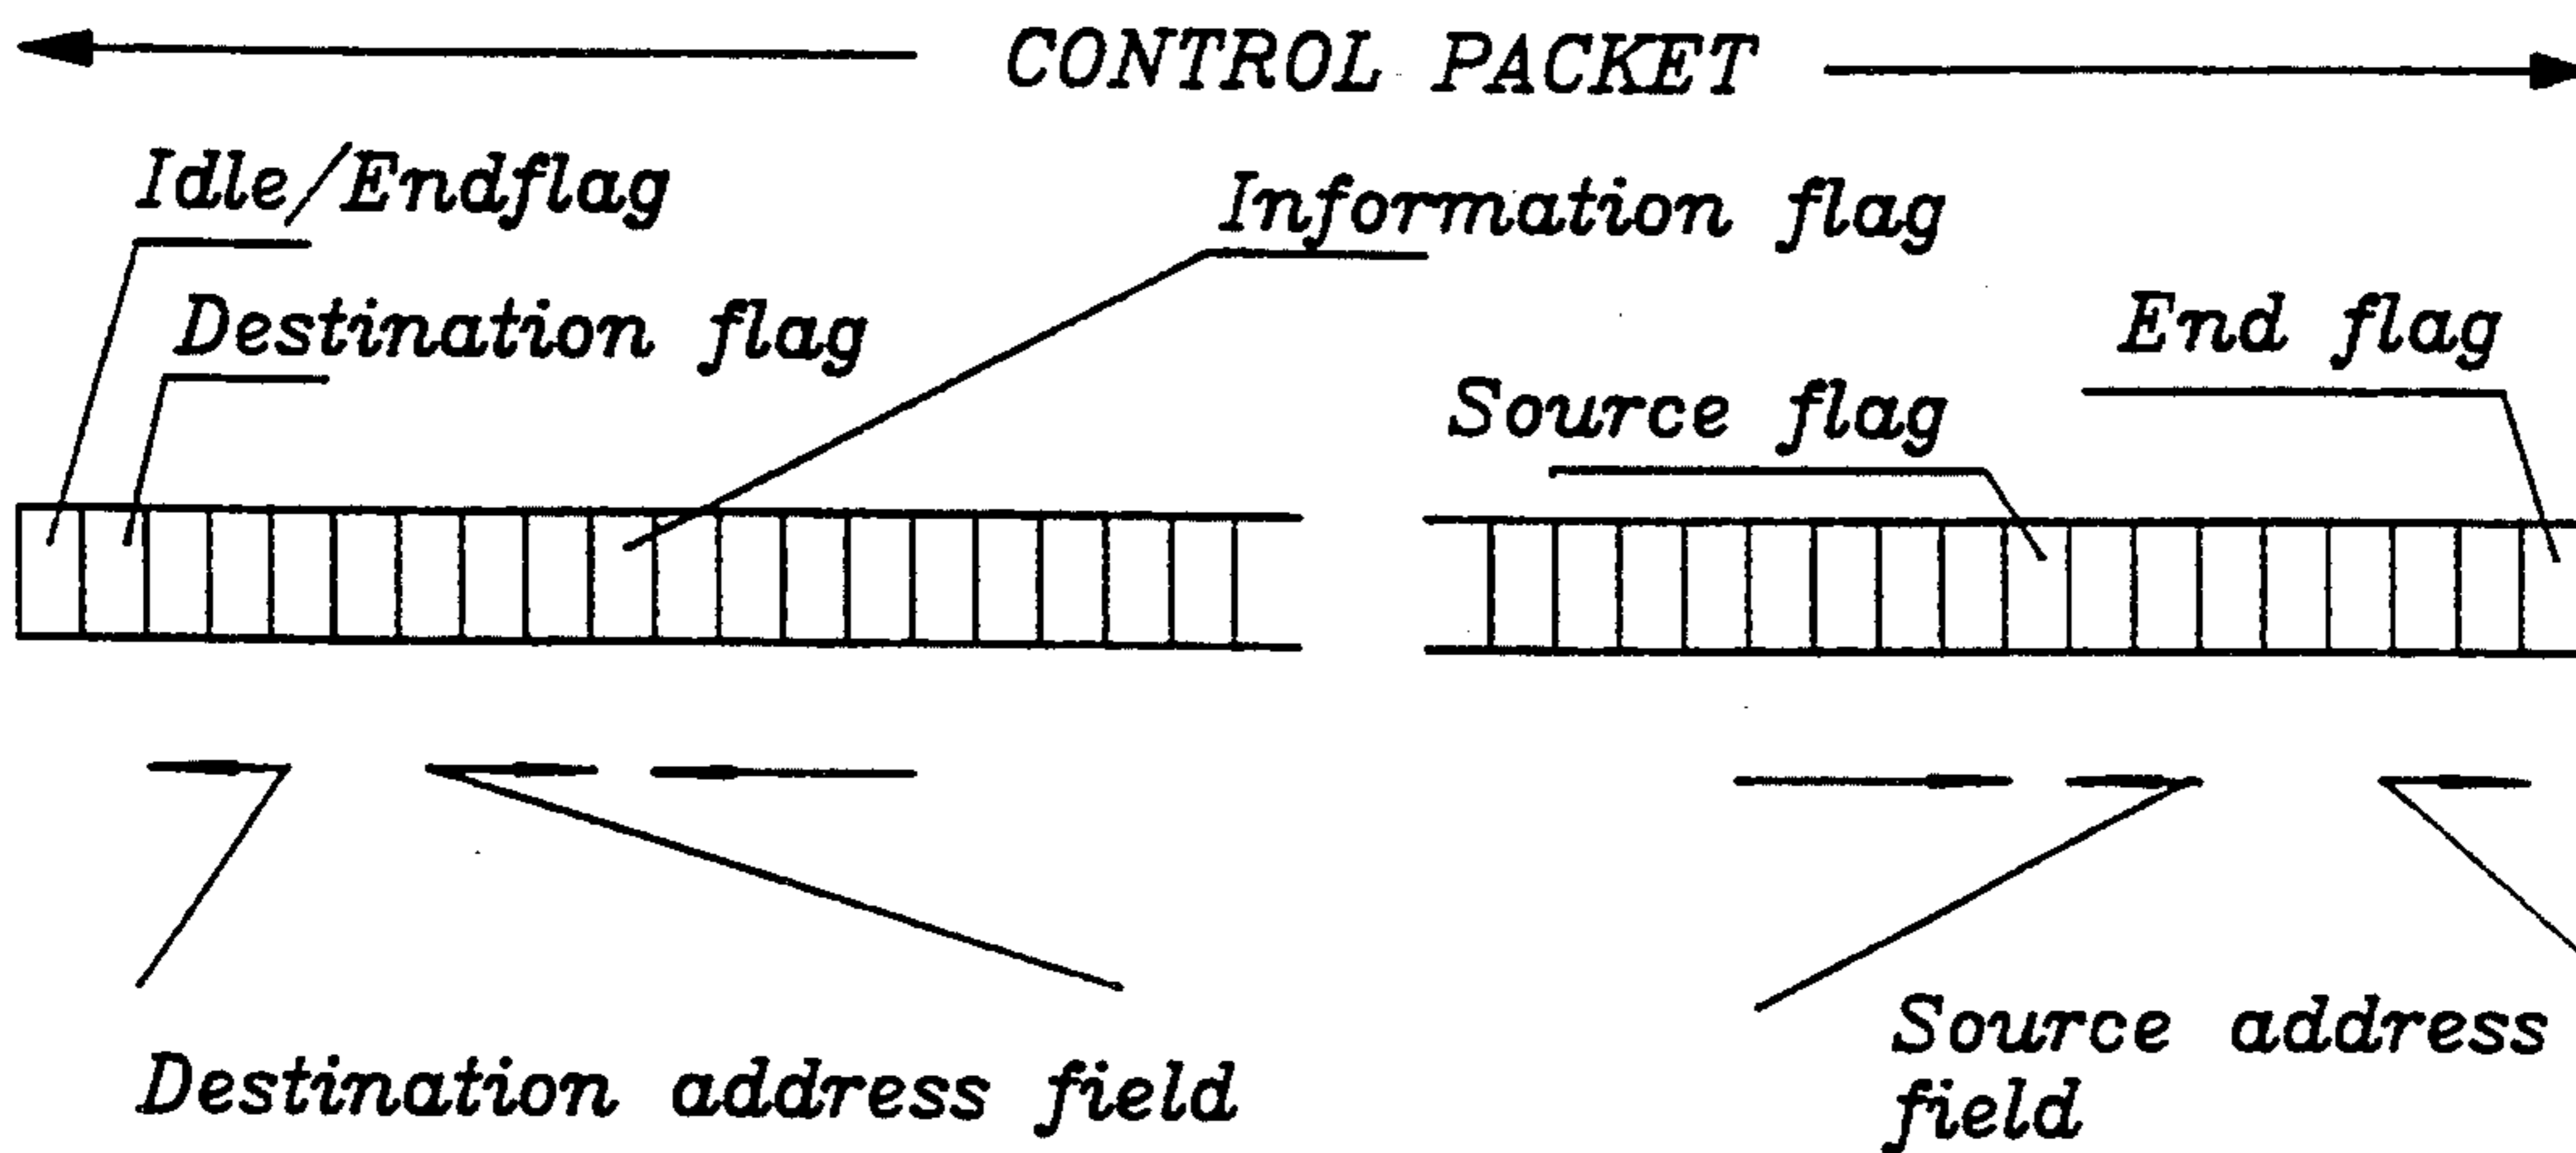 CONTROL PACKET
Idle/Endflag
Information flag
Destination flag
End flag
Source flag
Destination address field
Source address
field